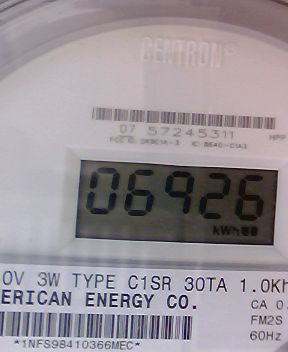 CENTRON®
07 57245311
HPP
06926
kWh
0V 3W TYPE C1SR 30TA 1.0Kh
ERICAN ENERGY CO.
CA 0.
FM2S
60Hz
*1NFS98410366MEC*